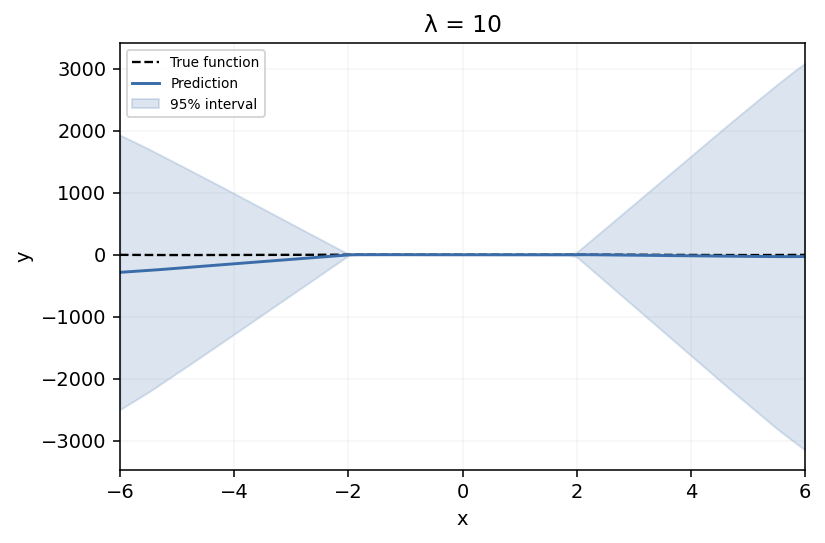 λ = 10
True function
Prediction
95% interval
3000
2000
1000
0
−1000
−2000
−3000
y
−6
−4
−2
0
2
4
6
x